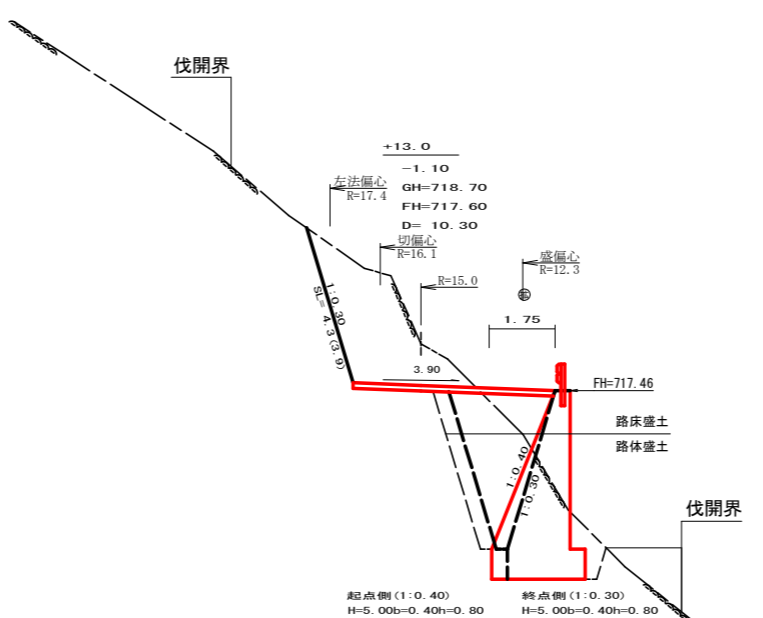 伐開界
+13.0
-1.10
GH=718.70
FH=717.60
D= 10.30
左法偏心
R=17.4
切偏心
R=16.1
盛偏心
R=12.3
R=15.0
1.75
1:0.30
SL= 4.3(3.9)
3.90
FH=717.46
路床盛土
路体盛土
1:0.40
1:0.30
伐開界
起点側(1:0.40)
H=5.00b=0.40h=0.80
終点側(1:0.30)
H=5.00b=0.40h=0.80